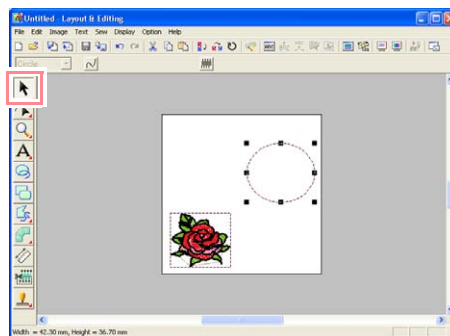 Untitled - Layout & Editing
File Edit Image Text Sew Display Option Help
Circle
A
Width = 42.30 mm, Height = 36.70 mm